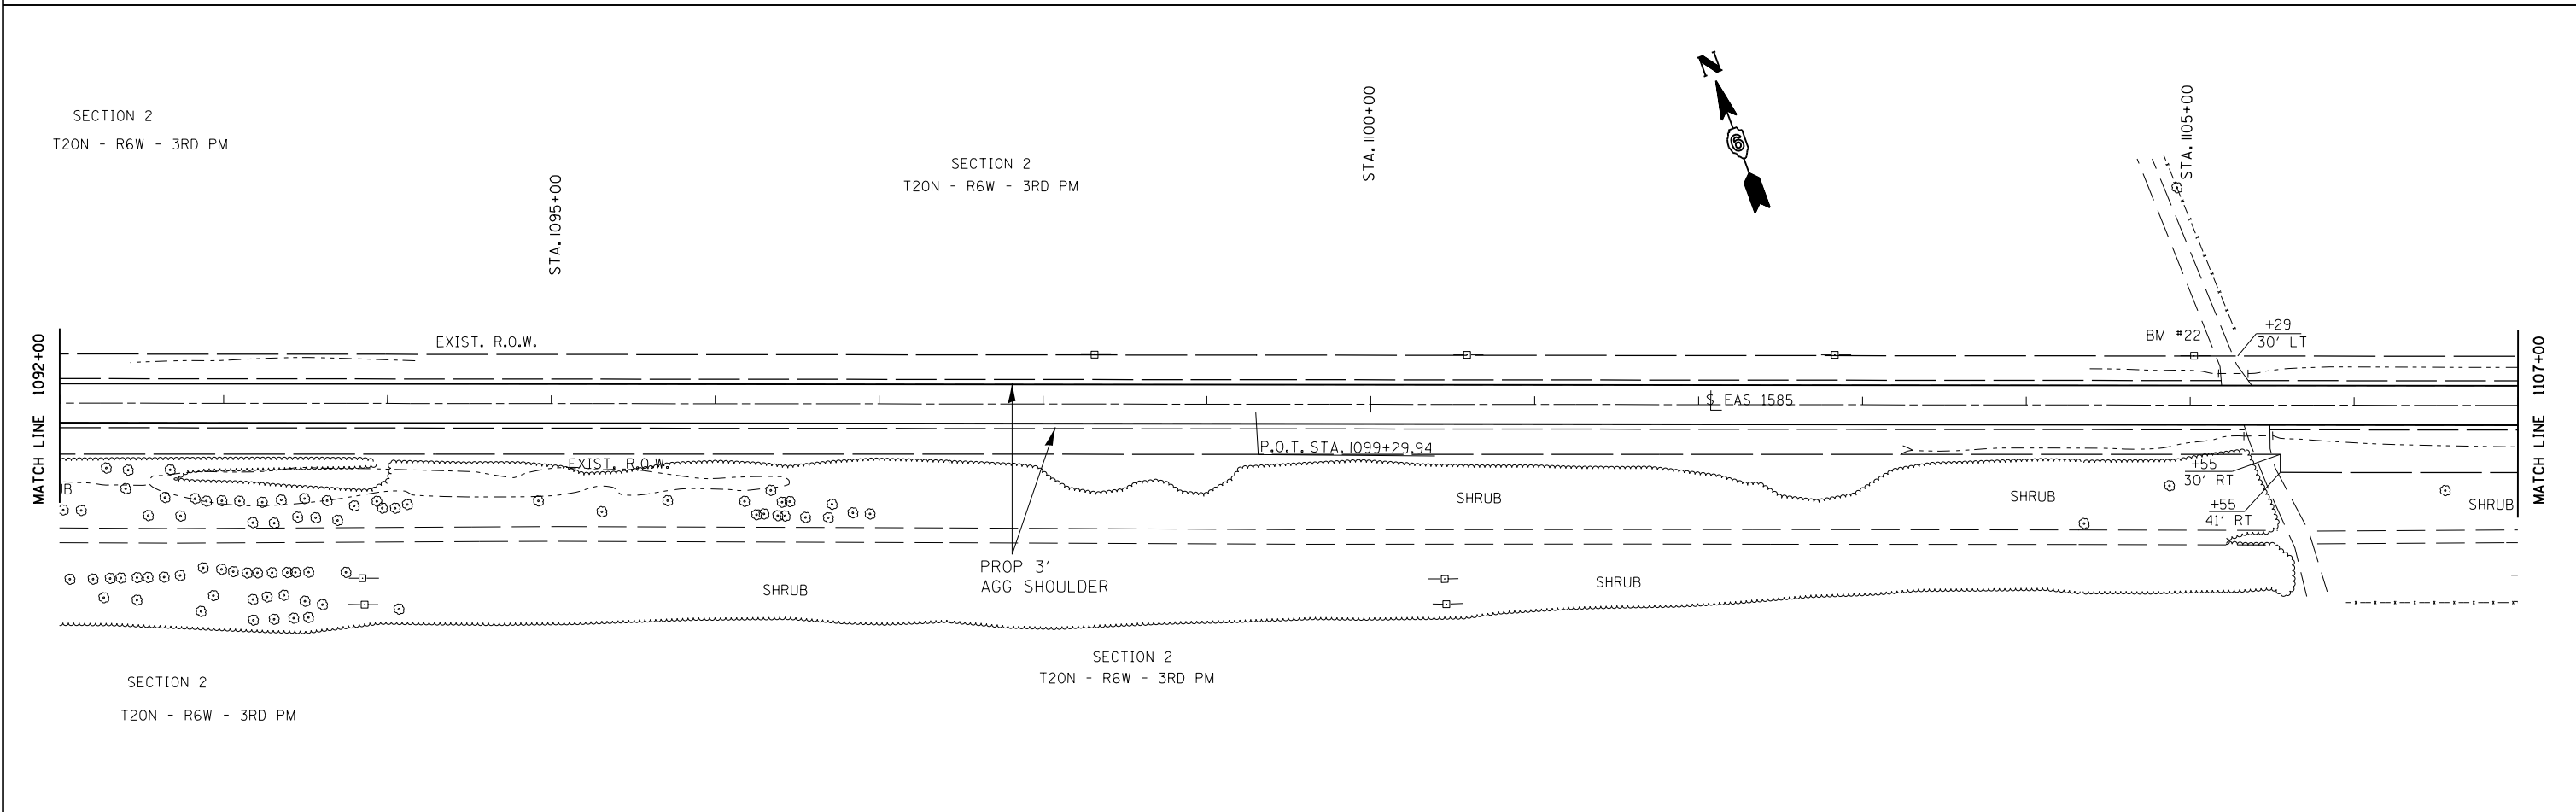 SECTION 2
T20N - R6W - 3RD PM
SECTION 2
T20N - R6W - 3RD PM
STA. 1095+00
STA. 1100+00
N
6
STA. 1105+00
MATCH LINE 1092+00
EXIST. R.O.W.
BM #22
+29
30' LT
MATCH LINE 1107+00
EAS 1585
P.O.T. STA. 1099+29.94
EXIST. R.O.W.
+55
30' RT
+55
41' RT
SHRUB
SHRUB
SHRUB
PROP 3'
AGG SHOULDER
SHRUB
SHRUB
SECTION 2
T20N - R6W - 3RD PM
SECTION 2
T20N - R6W - 3RD PM